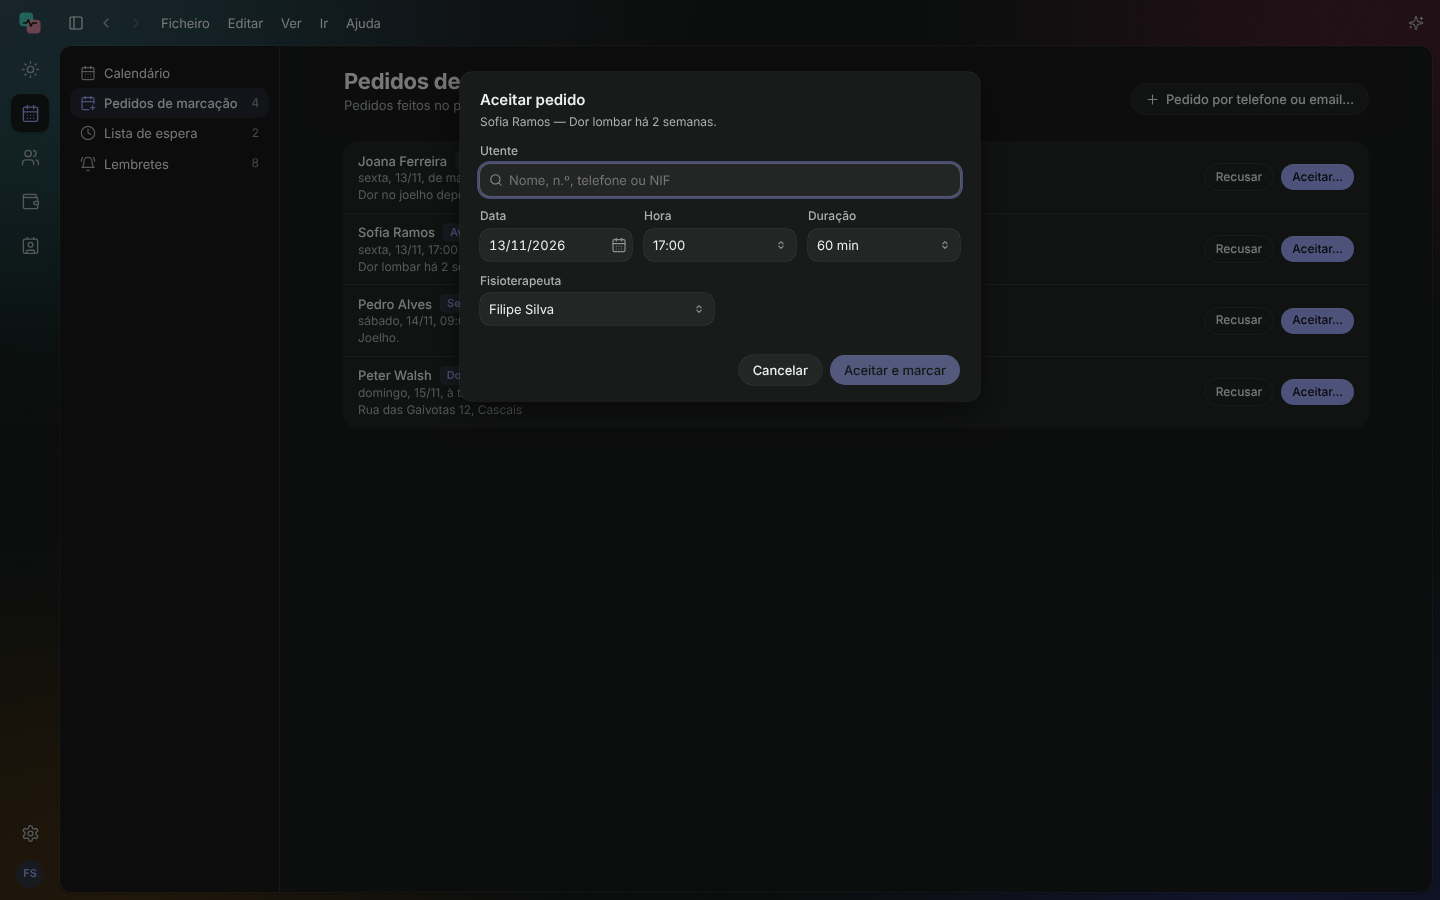 Ficheiro Editar Ver Ir Ajuda
Calendário
Pedidos de marcação 4
Lista de espera 2
Lembretes 8
FS
Pedidos de
Pedidos feitos no
Pedido por telefone ou email...
Joana Ferreira
sexta, 13/11, de
Dor no joelho
Recusar Aceitar...
Sofia Ramos
sexta, 13/11, 17:00
Dor lombar há 2
Recusar Aceitar...
Pedro Alves
sábado, 14/11,
Joelho.
Recusar Aceitar...
Peter Walsh
domingo, 15/11, à
Rua das Gaivotas 12, Cascais
Recusar Aceitar...
Aceitar pedido
Sofia Ramos — Dor lombar há 2 semanas.
Utente
Nome, n.º, telefone ou NIF
Data Hora Duração
13/11/2026 17:00 60 min
Fisioterapeuta
Filipe Silva
Cancelar Aceitar e marcar